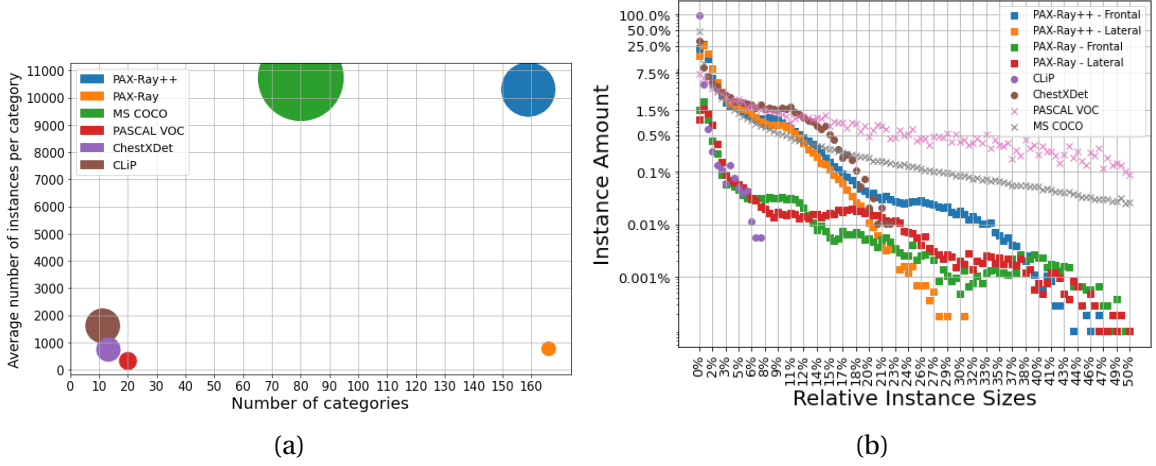 Average number of instances per category
11000
10000
9000
8000
7000
6000
5000
4000
3000
2000
1000
0
PAX-Ray++
PAX-Ray
MS COCO
PASCAL VOC
ChestXDet
CLiP
0 10 20 30 40 50 60 70 80 90 100 110 120 130 140 150 160
Number of categories
(a)
Instance Amount
100.0%
50.0%
25.0%
7.5%
1.5%
0.5%
0.1%
0.01%
0.001%
PAX-Ray++ - Frontal
PAX-Ray++ - Lateral
PAX-Ray - Frontal
PAX-Ray - Lateral
CLiP
ChestXDet
PASCAL VOC
MS COCO
0% 2% 3% 5% 6% 8% 9% 11% 12% 14% 15% 17% 18% 20% 21% 23% 24% 26% 27% 29% 30% 32% 33% 35% 37% 38% 40% 41% 43% 44% 46% 47% 49% 50%
Relative Instance Sizes
(b)